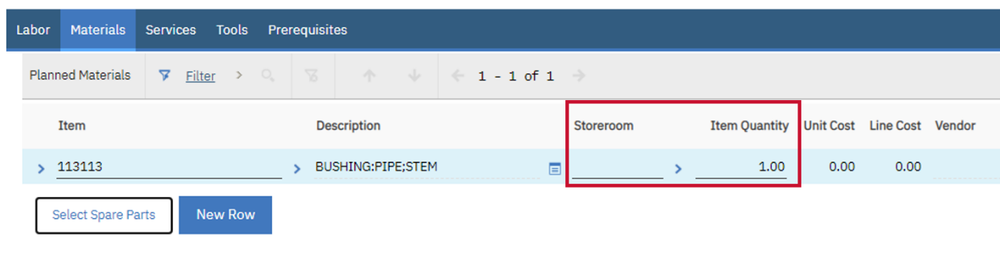 Labor Materials Services Tools Prerequisites
Planned Materials Filter 1 - 1 of 1
Item Description Storeroom Item Quantity Unit Cost Line Cost Vendor
113113 BUSHING:PIPE;STEM 1.00 0.00 0.00
Select Spare Parts New Row